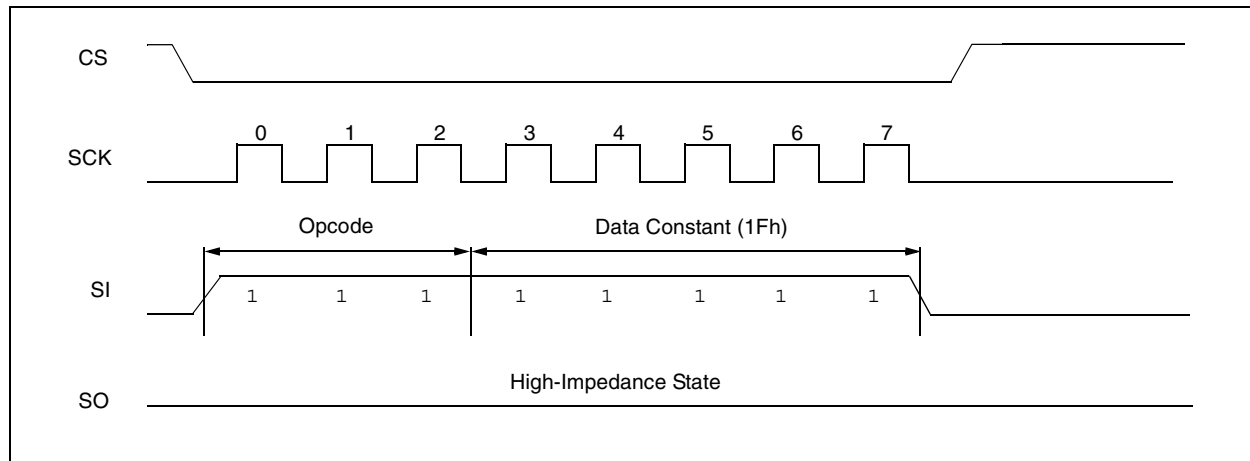 CS
0 1 2 3 4 5 6 7
SCK
Opcode Data Constant (1Fh)
SI
1 1 1 1 1 1 1 1
High-Impedance State
SO